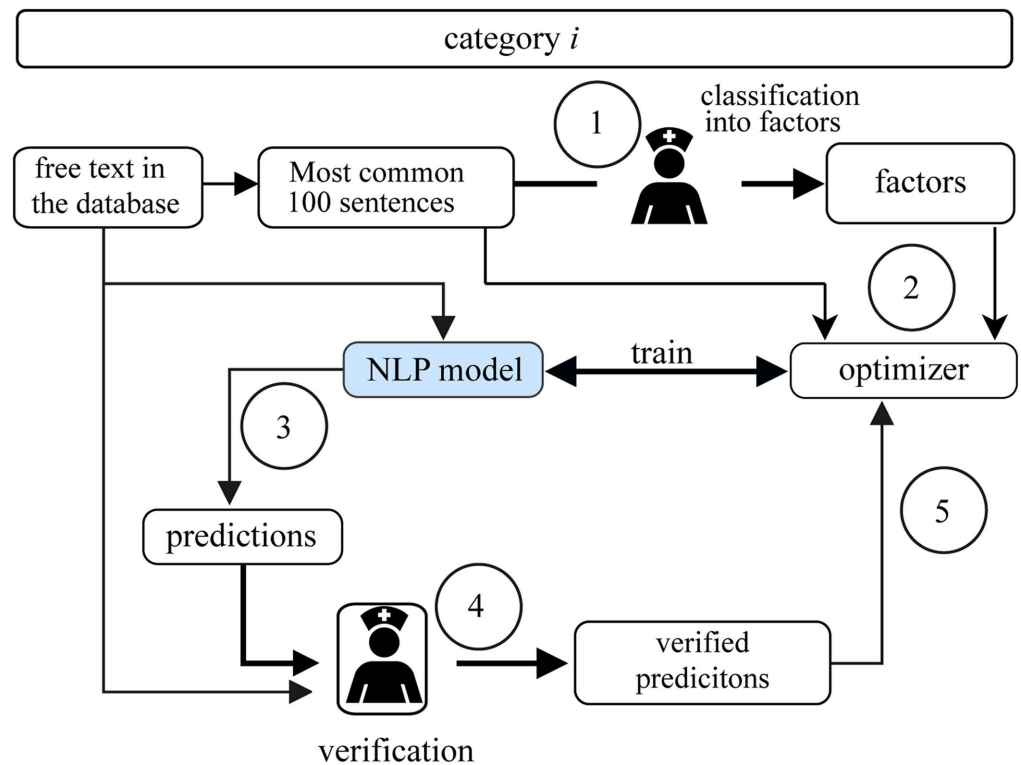 category i
1
classification
into factors
free text in
the database
Most common
100 sentences
factors
2
NLP model
train
optimizer
3
5
predictions
4
verified
predicitons
verification